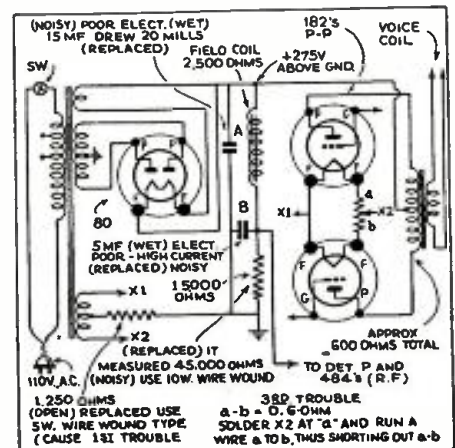 (NOISY) POOR ELECT. (WET)
15 MF DREW 20 MILLS
(REPLACED)
FIELD COIL
2,500 OHMS
182's
P-P
VOICE
COIL
+275V
ABOVE GND.
SW
A
F
G
P
F
F
80
B
X1
a
X2
b
5 MF (WET) ELECT.
POOR - HIGH CURRENT
(REPLACED) NOISY
15000
OHMS
F
F
G
P
X1
X2
(REPLACED) IT
MEASURED 45,000 OHMS
(NOISY) USE 10W. WIRE WOUND
APPROX
600 OHMS TOTAL
TO DET. P AND
484's (R.F)
110V. A.C.
1,250 OHMS
(OPEN) REPLACED USE
5W. WIRE WOUND TYPE
(CAUSE 1ST TROUBLE
3RD TROUBLE
a-b = 0.6-OHM
SOLDER X2 AT "a" AND RUN A
WIRE a TO b, THUS SHORTING OUT a-b